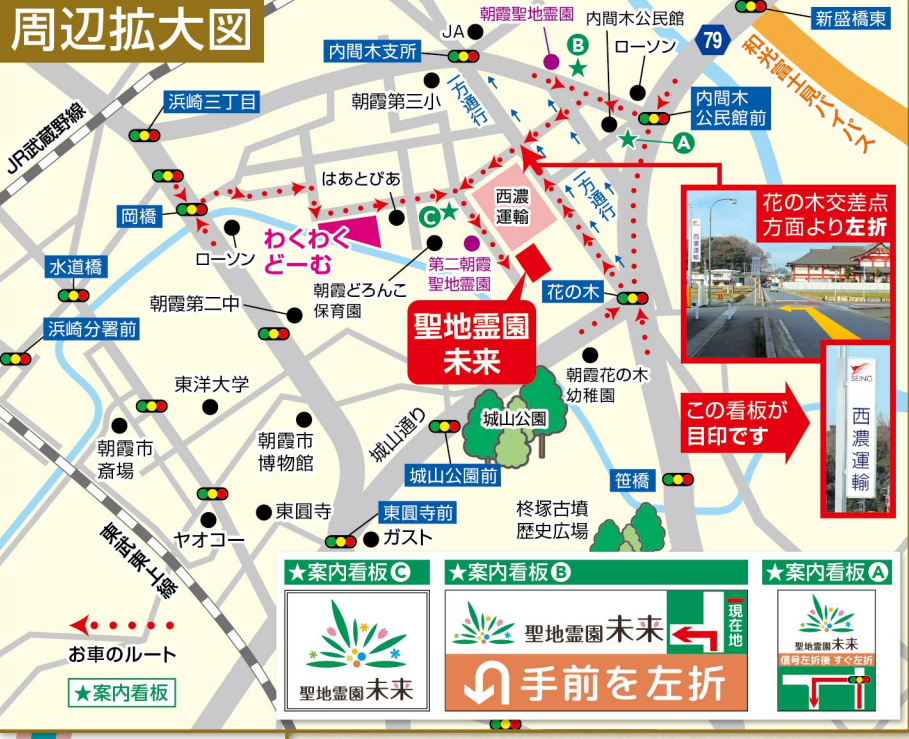 周辺拡大図
JR武蔵野線
浜崎三丁目
岡橋
水道橋
浜崎分署前
内間木支所
JA
朝霞聖地霊園
B
内間木公民館
ローソン
79
新盛橋東
和光富士見バイパス
朝霞第三小
一方通行
内間木
公民館前
A
はあとぴあ
西濃
運輸
一方通行
C
わくわく
どーむ
ローソン
朝霞どろんこ
保育園
第二朝霞
聖地霊園
花の木
朝霞第二中
聖地霊園
未来
花の木交差点
方面より左折
西濃運輸
朝霞花の木
幼稚園
この看板が
目印です
SEINO
西濃運輸
東洋大学
朝霞市
斎場
朝霞市
博物館
城山通り
城山公園
城山公園前
笹橋
柊塚古墳
歴史広場
東圓寺
東圓寺前
ガスト
ヤオコー
東武東上線
お車のルート
★案内看板
★案内看板C
聖地霊園未来
★案内看板B
聖地霊園未来
現在地
手前を左折
★案内看板A
聖地霊園未来
信号左折後 すぐ左折